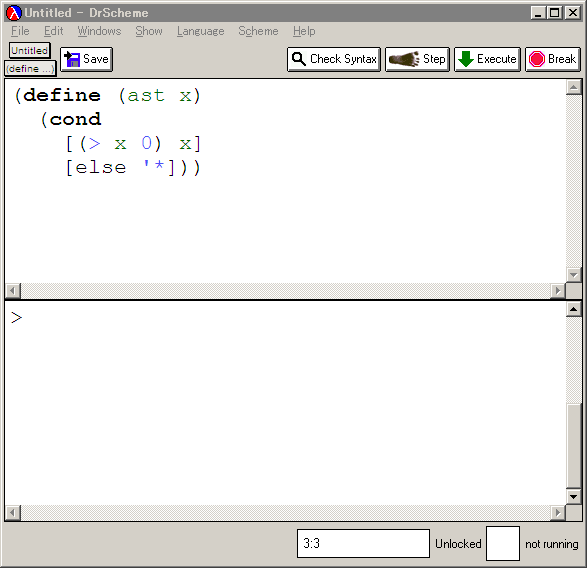 Untitled - DrScheme
File Edit Windows Show Language Scheme Help
Untitled
(define ...)
Save
Check Syntax
Step
Execute
Break
(define (ast x)
  (cond
    [(> x 0) x]
    [else '*]))
>
3:3
Unlocked
not running